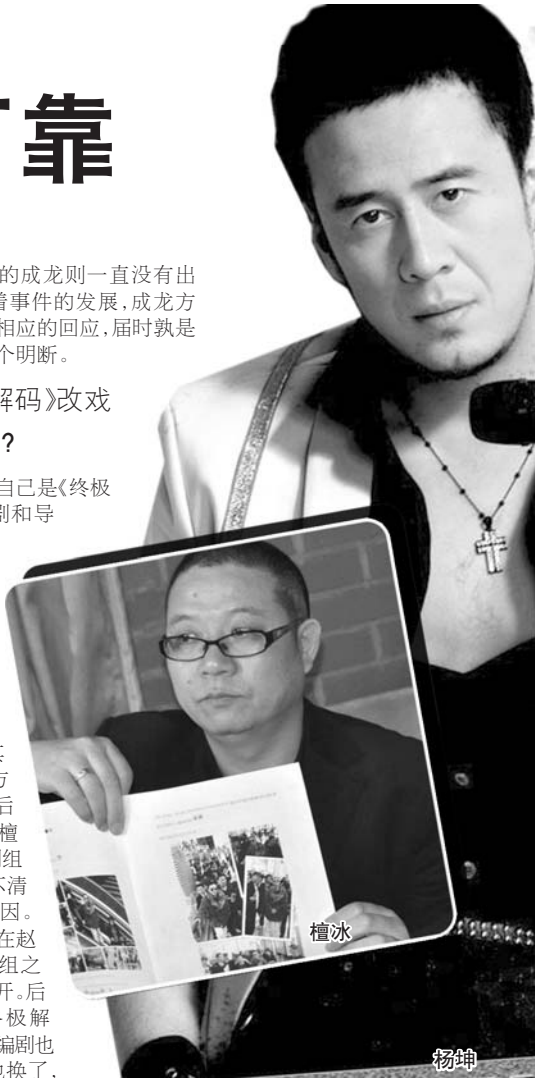 靠
的成龙则一直没有出
着事件的发展,成龙方
相应的回应,届时孰是
个明断。
解码》改戏
?
自己是《终极
剧和导
方
后
檀
剧组
不清
因。
在赵
组之
开。后
极解
编剧也
也换了,
檀冰
杨坤